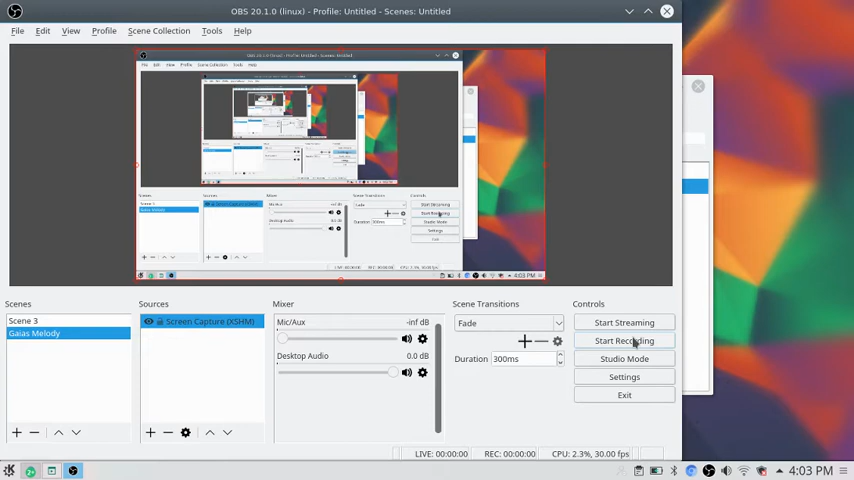 OBS 20.1.0 (linux) - Profile: Untitled - Scenes: Untitled
File Edit View Profile Scene Collection Tools Help
Scenes Sources Mixer Scene Transitions Controls
Scene 3
Gaias Melody
Screen Capture (XSHM)
Mic/Aux -inf dB
Desktop Audio 0.0 dB
Fade
Duration 300ms
Start Streaming
Start Recording
Studio Mode
Settings
Exit
LIVE: 00:00:00 REC: 00:00:00 CPU: 2.3%, 30.00 fps
4:03 PM